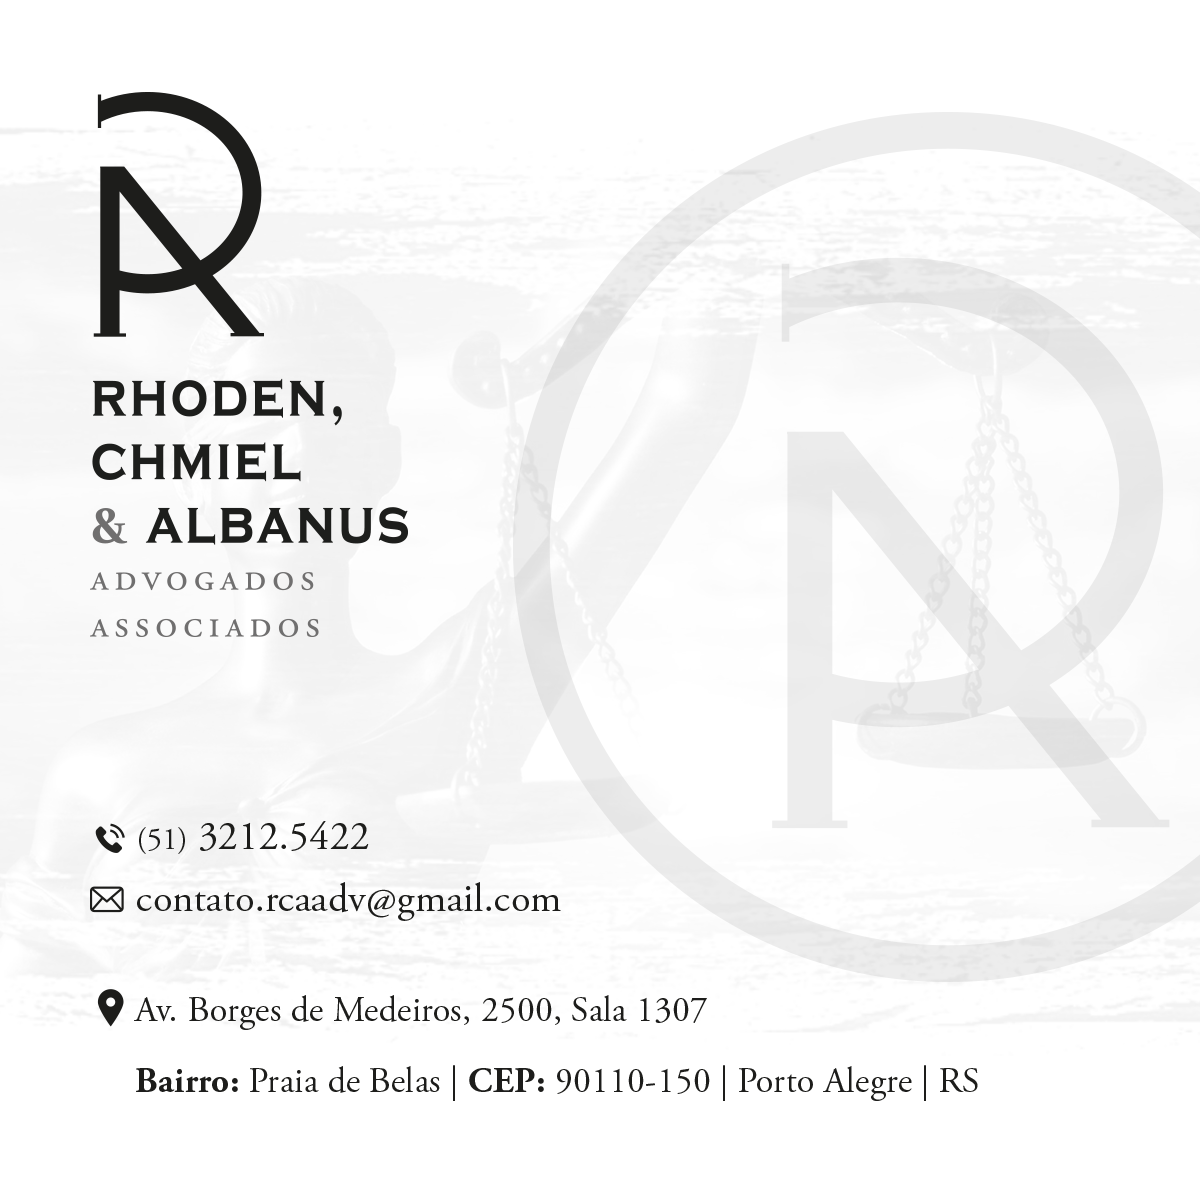 RHODEN,
CHMIEL
& ALBANUS
ADVOGADOS
ASSOCIADOS
(51) 3212.5422
contato.rcaadv@gmail.com
Av. Borges de Medeiros, 2500, Sala 1307
Bairro: Praia de Belas | CEP: 90110-150 | Porto Alegre | RS